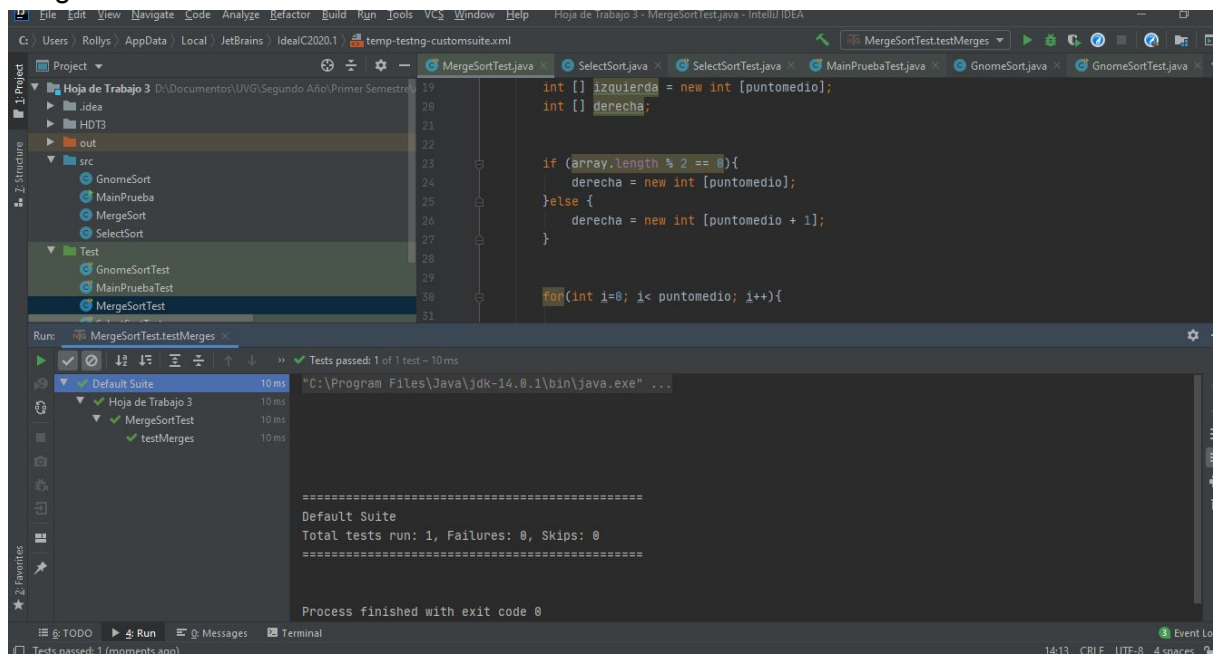 File Edit View Navigate Code Analyze Refactor Build Run Tools VCS Window Help Hoja de Trabajo 3 - MergeSortTest.java - IntelliJ IDEA
C: Users Rollys AppData Local JetBrains IdealC2020.1 temp-testng-customsuite.xml MergeSortTest.testMerges
Project MergeSortTest.java SelectSort.java SelectSortTest.java MainPruebaTest.java GnomeSort.java GnomeSortTest.java
1: Project
Z: Structure
2: Favorites
Hoja de Trabajo 3 D:\Documentos\UVG\Segundo Año\Primer Semestre\
.idea
HDT3
out
src
GnomeSort
MainPrueba
MergeSort
SelectSort
Test
GnomeSortTest
MainPruebaTest
MergeSortTest
19 int [] izquierda = new int [puntomedio];
20 int [] derecha;
21
22
23 if (array.length % 2 == 0){
24 derecha = new int [puntomedio];
25 }else {
26 derecha = new int [puntomedio + 1];
27 }
28
29
30 for(int i=0; i< puntomedio; i++){
31
Run: MergeSortTest.testMerges
Tests passed: 1 of 1 test – 10 ms
Default Suite 10 ms
Hoja de Trabajo 3 10 ms
MergeSortTest 10 ms
testMerges 10 ms
"C:\Program Files\Java\jdk-14.0.1\bin\java.exe" ...
===============================================
Default Suite
Total tests run: 1, Failures: 0, Skips: 0
===============================================
Process finished with exit code 0
6: TODO 4: Run 0: Messages Terminal 3 Event Lo
Tests passed: 1 (moments ago) 14:13 CRLF UTF-8 4 spaces